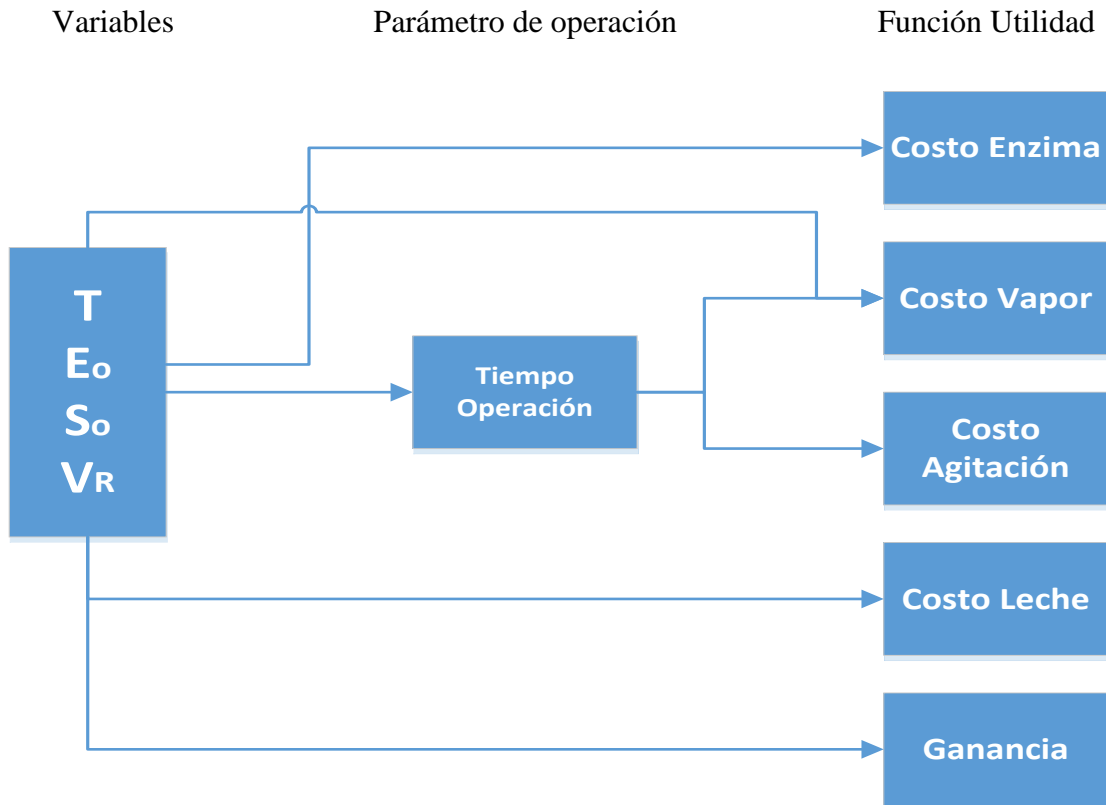 Variables
Parámetro de operación
Función Utilidad
T
Eo
So
VR
Tiempo
Operación
Costo Enzima
Costo Vapor
Costo
Agitación
Costo Leche
Ganancia